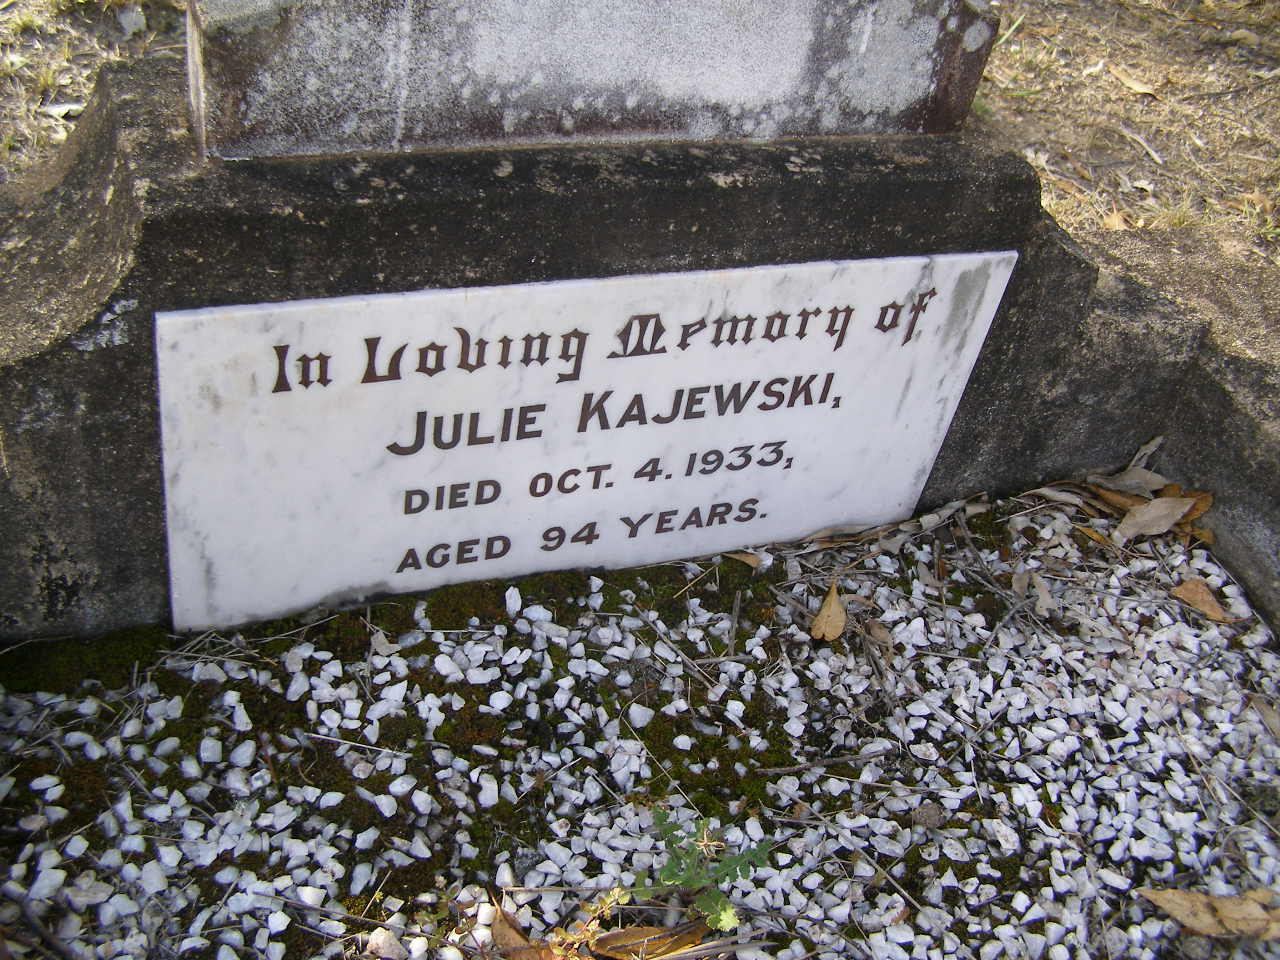 In Loving Memory of
JULIE KAJEWSKI,
DIED OCT. 4. 1933,
AGED 94 YEARS.